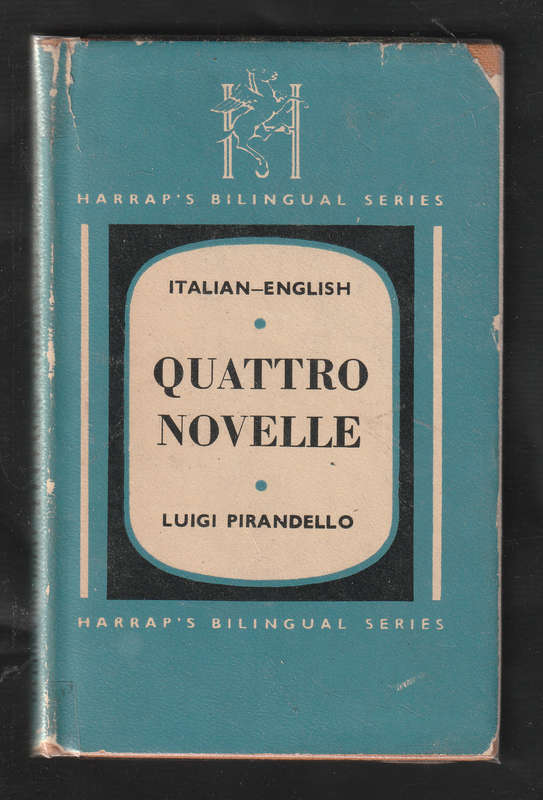 H
HARRAP'S BILINGUAL SERIES
ITALIAN—ENGLISH
QUATTRO
NOVELLE
LUIGI PIRANDELLO
HARRAP'S BILINGUAL SERIES